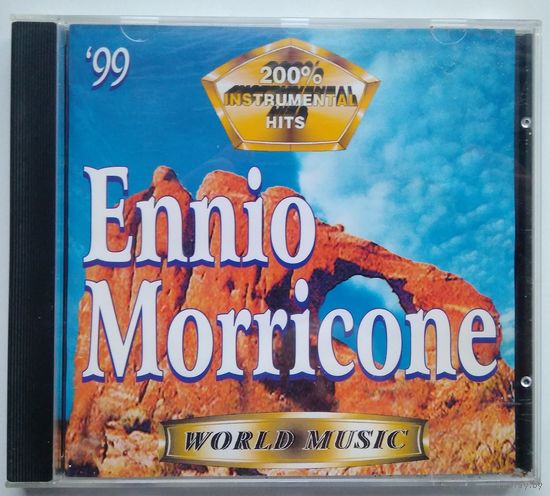 '99
200%
INSTRUMENTAL
HITS
Ennio
Morricone
WORLD MUSIC